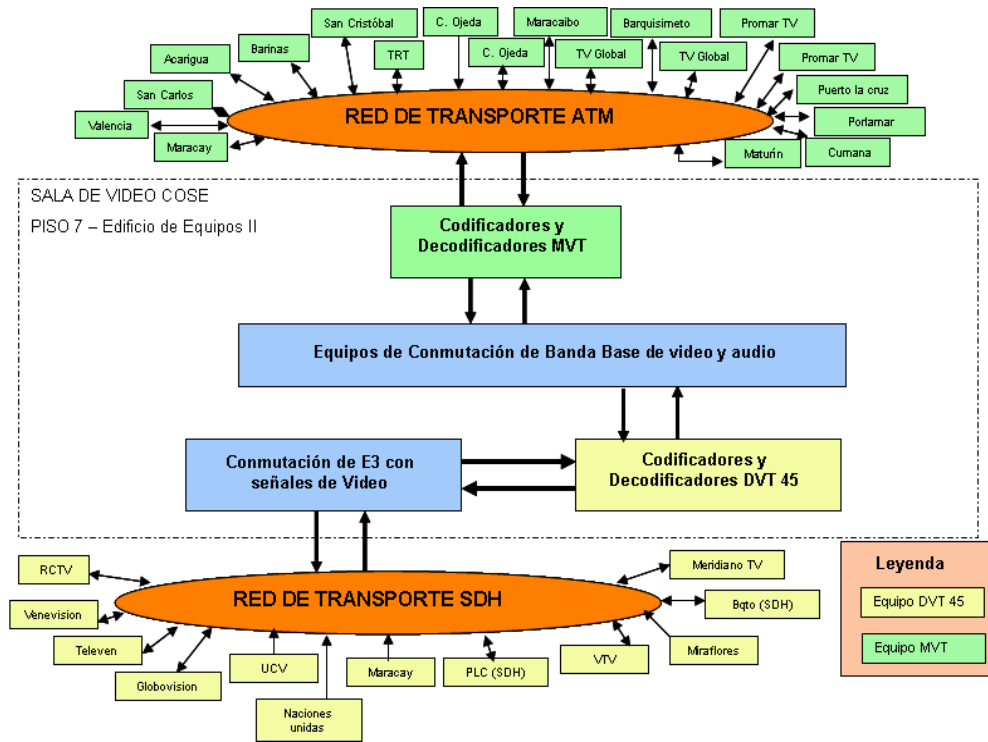 San Cristóbal
C. Ojeda
Maracaibo
Barquisimeto
Promar TV
Barinas
TRT
C. Ojeda
TV Global
TV Global
Promar TV
Acarigua
San Carlos
Puerto la cruz
Valencia
Porlamar
Maracay
Maturín
Cumana
RED DE TRANSPORTE ATM
SALA DE VIDEO COSE
PISO 7 – Edificio de Equipos II
Codificadores y
Decodificadores MVT
Equipos de Conmutación de Banda Base de video y audio
Conmutación de E3 con
señales de Video
Codificadores y
Decodificadores DVT 45
RED DE TRANSPORTE SDH
RCTV
Venevision
Televen
Globovision
UCV
Naciones
unidas
Maracay
PLC (SDH)
VTV
Miraflores
Bqto (SDH)
Meridiano TV
Leyenda
Equipo DVT 45
Equipo MVT